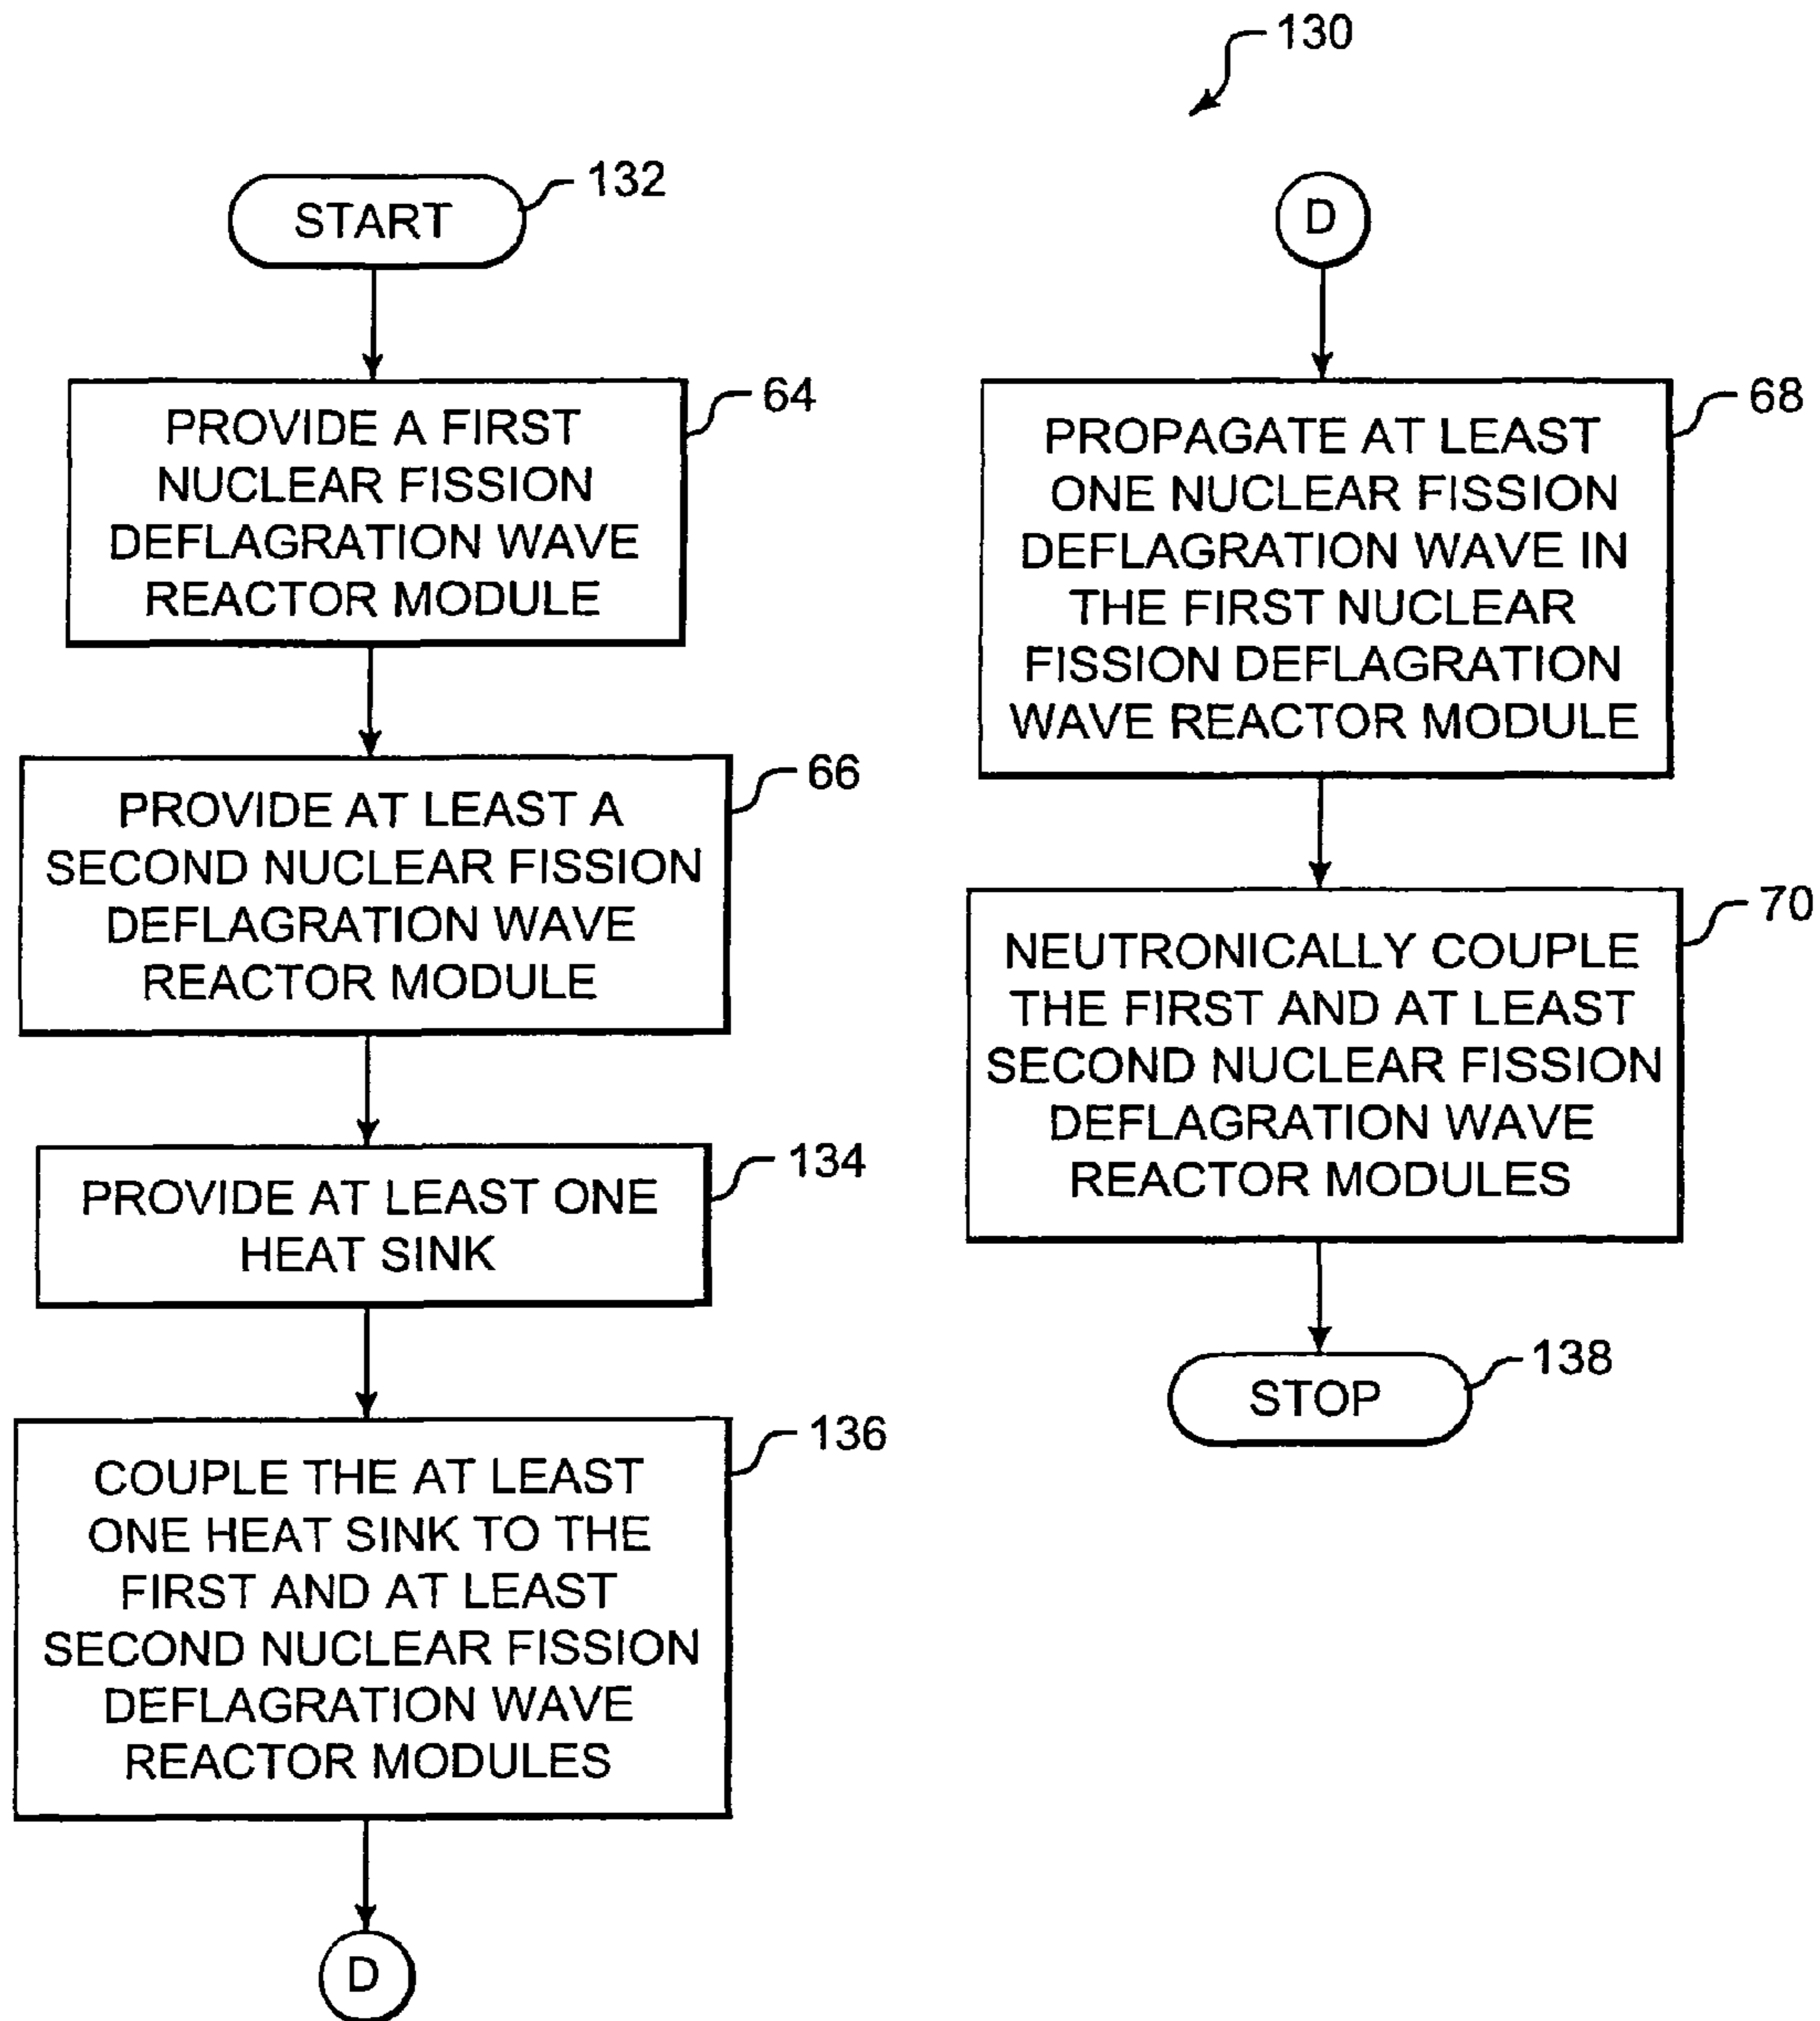 130
132
START
64
PROVIDE A FIRST
NUCLEAR FISSION
DEFLAGRATION WAVE
REACTOR MODULE
66
PROVIDE AT LEAST A
SECOND NUCLEAR FISSION
DEFLAGRATION WAVE
REACTOR MODULE
134
PROVIDE AT LEAST ONE
HEAT SINK
136
COUPLE THE AT LEAST
ONE HEAT SINK TO THE
FIRST AND AT LEAST
SECOND NUCLEAR FISSION
DEFLAGRATION WAVE
REACTOR MODULES
D
D
68
PROPAGATE AT LEAST
ONE NUCLEAR FISSION
DEFLAGRATION WAVE IN
THE FIRST NUCLEAR
FISSION DEFLAGRATION
WAVE REACTOR MODULE
70
NEUTRONICALLY COUPLE
THE FIRST AND AT LEAST
SECOND NUCLEAR FISSION
DEFLAGRATION WAVE
REACTOR MODULES
138
STOP